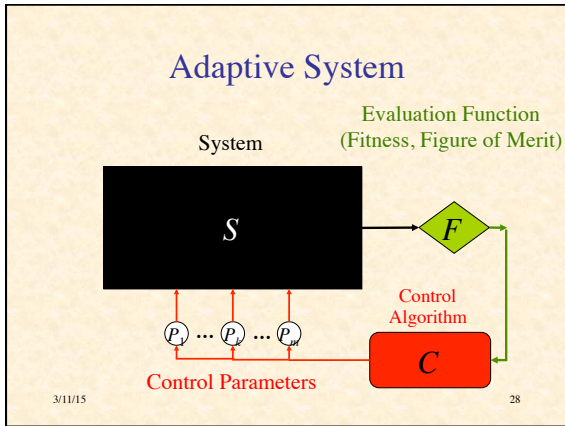 Adaptive System
Evaluation Function
(Fitness, Figure of Merit)
System
S
F
Control
Algorithm
P1 ... Pk ... Pm
C
Control Parameters
3/11/15
28